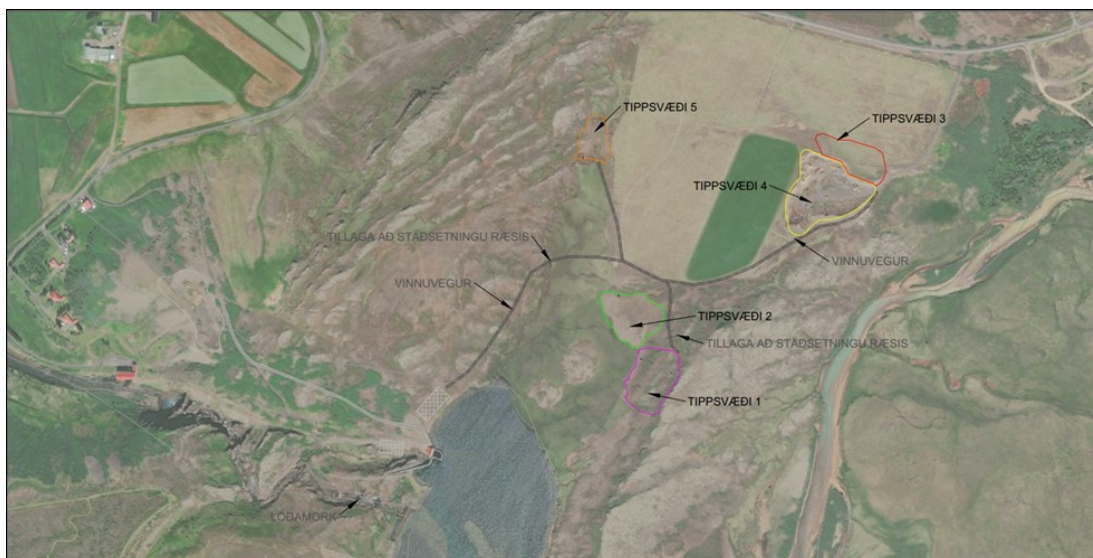 TIPPSVÆÐI 5
TIPPSVÆÐI 3
TIPPSVÆÐI 4
TILLAGA AÐ STAÐSETNINGU RÆSIS
VINNUVEGUR
VINNUVEGUR
TIPPSVÆÐI 2
TILLAGA AÐ STAÐSETNINGU RÆSIS
TIPPSVÆÐI 1
LÓÐAMÖRK